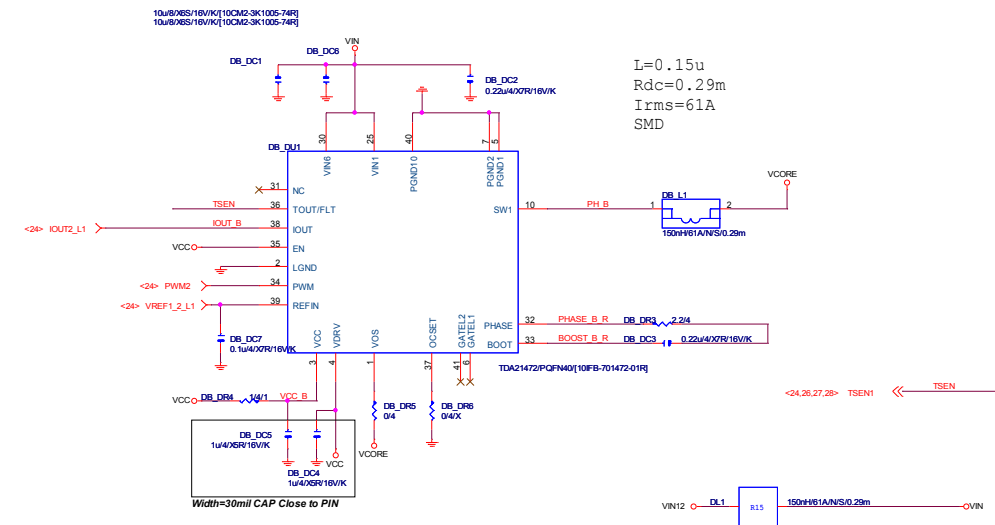 10u/8/X6S/16V/K/[10CM2-3K1005-74R]
10u/8/X6S/16V/K/[10CM2-3K1005-74R]
VIN
DB_DC1
DB_DC6
DB_DC2
0.22u/4/X7R/16V/K
L=0.15u
Rdc=0.29m
Irms=61A
SMD
DB_DU1
30
25
40
7
5
VIN6
VIN1
PGND10
PGND2
PGND1
31
NC
TSEN
36
TOUT/FLT
<24> IOUT2_L1
IOUT_B
38
IOUT
VCC
35
EN
2
LGND
<24> PWM2
34
PWM
<24> VREF1_2_L1
39
REFIN
SW1
10
PH_B
1
DB_L1
2
150nH/61A/N/S/0.29m
VCORE
PHASE
32
PHASE_B_R
DB_DR3
2.2/4
BOOT
33
BOOST_B_R
DB_DC3
0.22u/4/X7R/16V/K
DB_DC7
0.1u/4/X7R/16V/K
VCC
VDRV
VOS
OCSET
GATEL2
GATEL1
3
4
1
37
41
6
TDA21472/PQFN40/[10IFB-701472-01R]
VCC
DB_DR4
1/4/1
VCC_B
DB_DR5
0/4
DB_DR6
0/4/X
<24,26,27,28> TSEN1
TSEN
DB_DC5
1u/4/X5R/16V/K
VCORE
VCC
DB_DC4
1u/4/X5R/16V/K
Width=30mil CAP Close to PIN
VIN12
DL1
R15
150nH/61A/N/S/0.29m
VIN